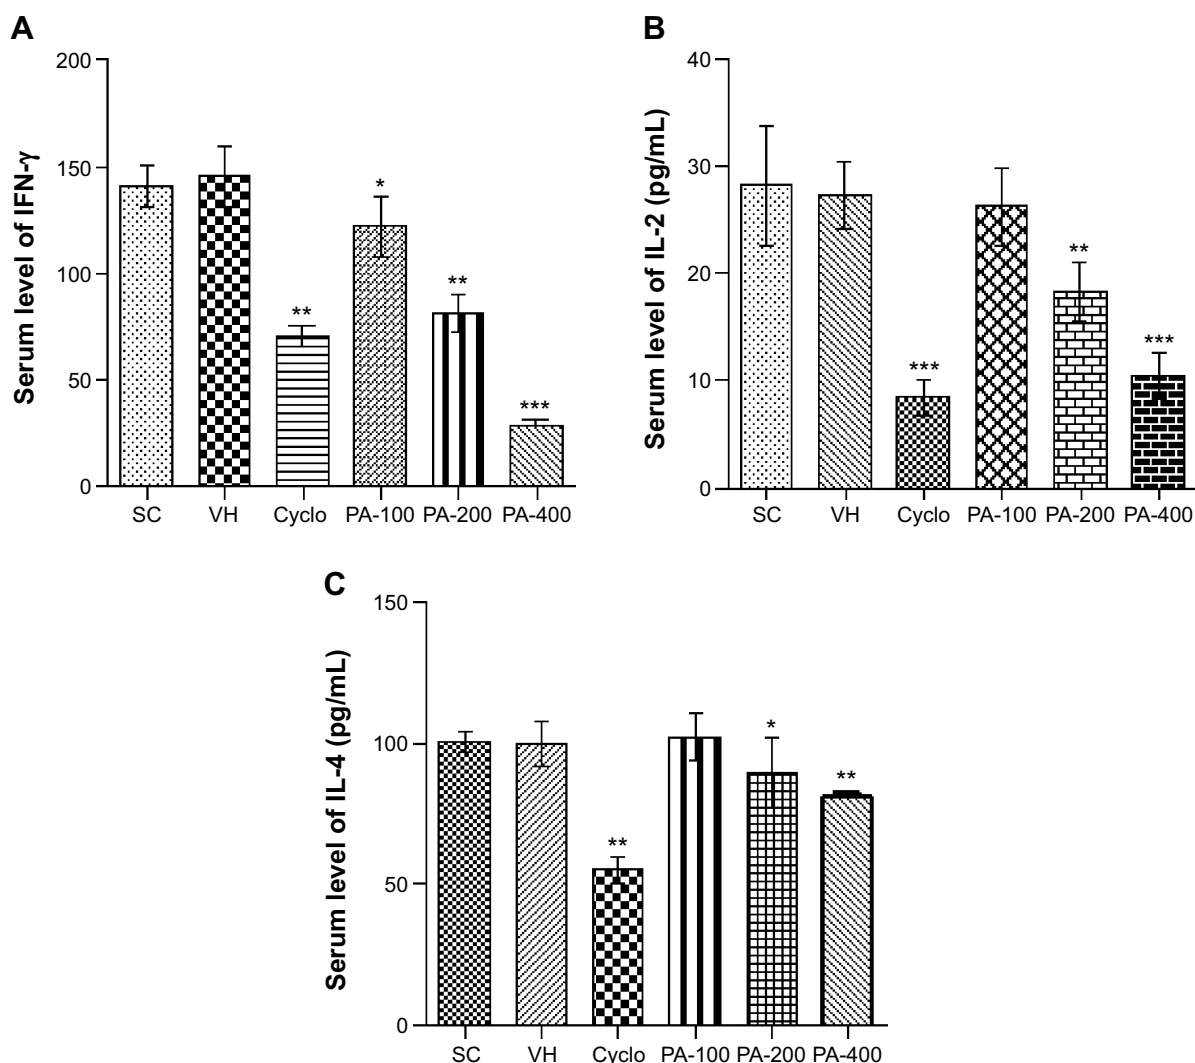 A
Serum level of IFN-γ
200
150
100
50
0
*
**
**
***
SC VH Cyclo PA-100 PA-200 PA-400
B
Serum level of IL-2 (pg/mL)
40
30
20
10
0
**
***
***
SC VH Cyclo PA-100 PA-200 PA-400
C
Serum level of IL-4 (pg/mL)
150
100
50
0
*
**
**
SC VH Cyclo PA-100 PA-200 PA-400